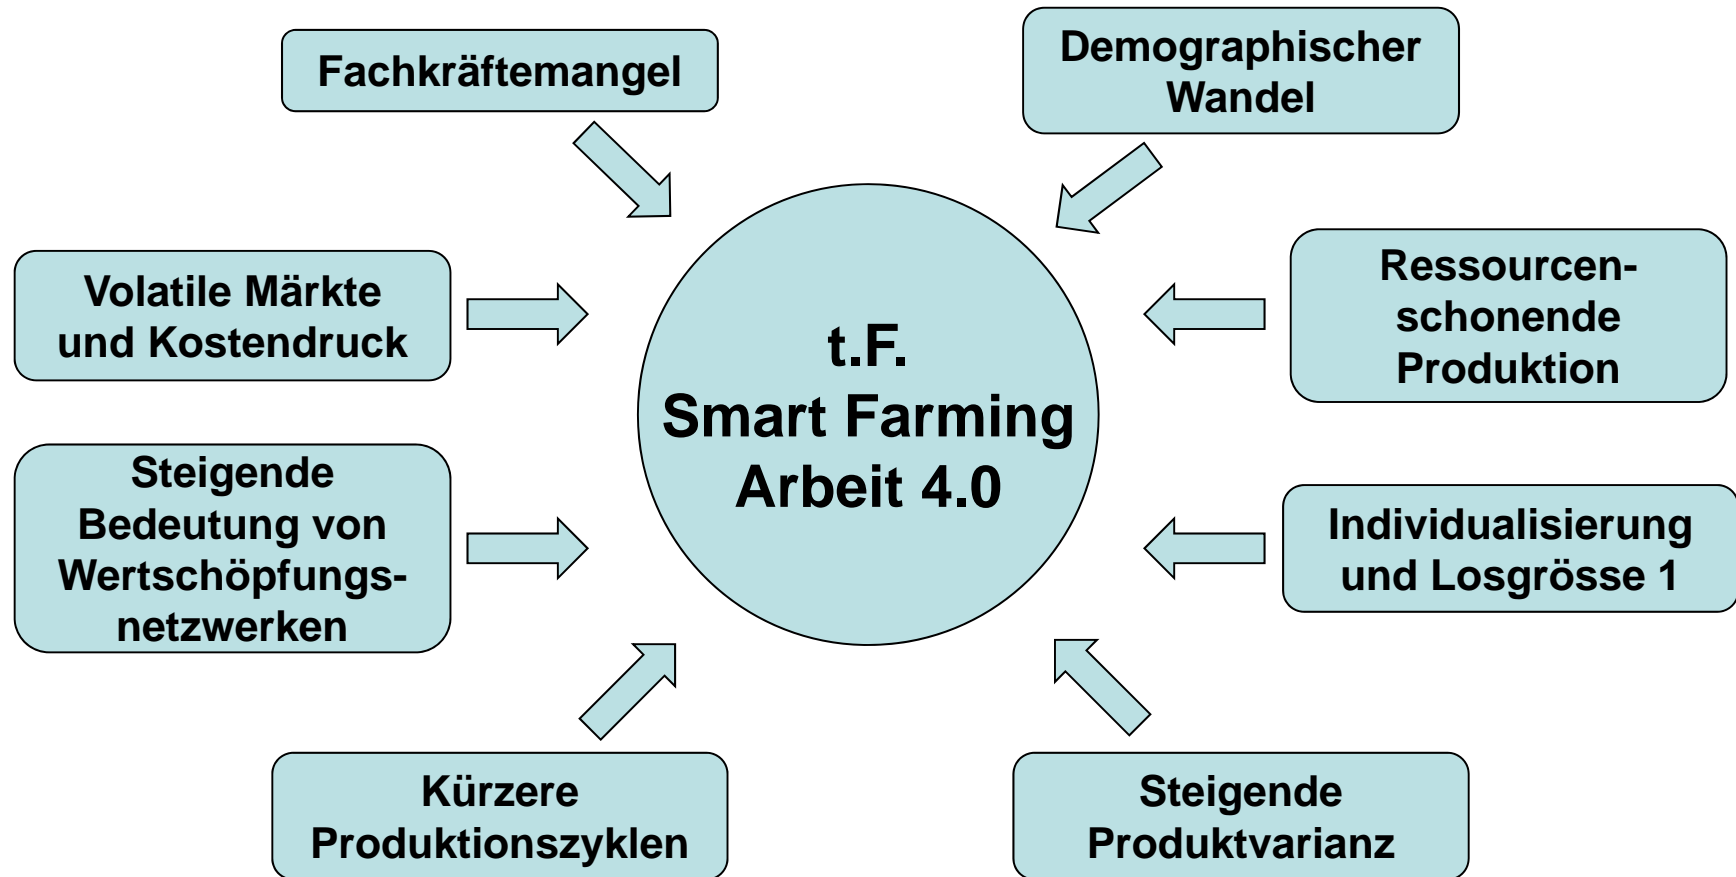 Fachkräftemangel
Demographischer
Wandel
Volatile Märkte
und Kostendruck
Ressourcen-
schonende
Produktion
t.F.
Smart Farming
Arbeit 4.0
Steigende
Bedeutung von
Wertschöpfungs-
netzwerken
Individualisierung
und Losgrösse 1
Kürzere
Produktionszyklen
Steigende
Produktvarianz